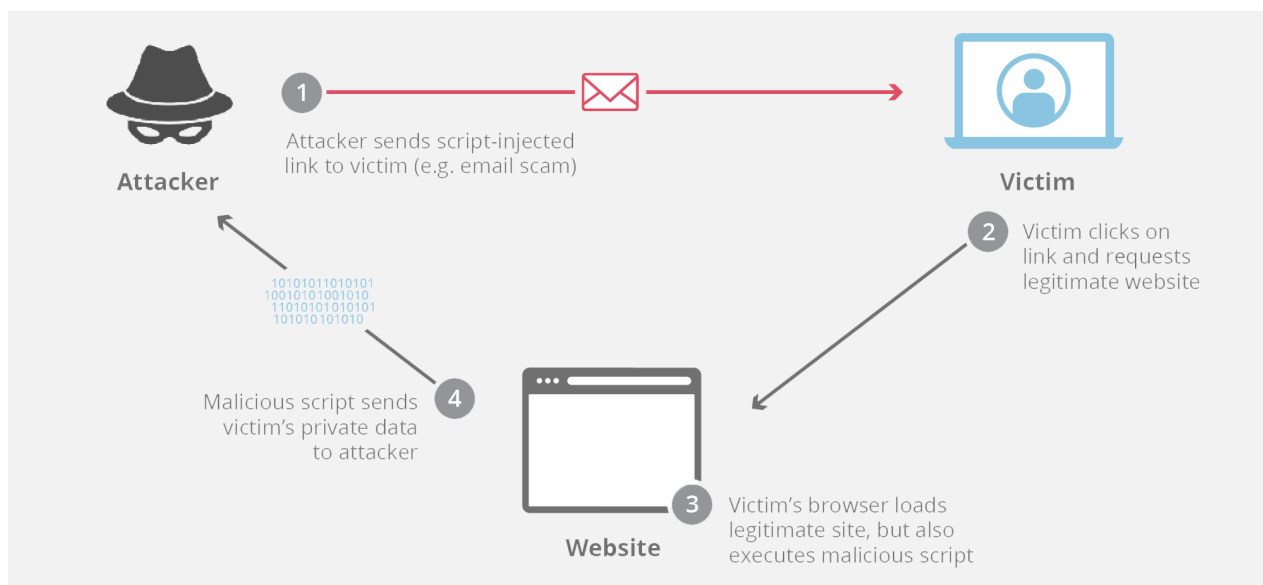 1
Attacker sends script-injected
link to victim (e.g. email scam)
Attacker
Victim
2
Victim clicks on
link and requests
legitimate website
10101011010101
10010101001010
11010101010101
101010101010
4
Malicious script sends
victim’s private data
to attacker
3
Victim’s browser loads
legitimate site, but also
executes malicious script
Website